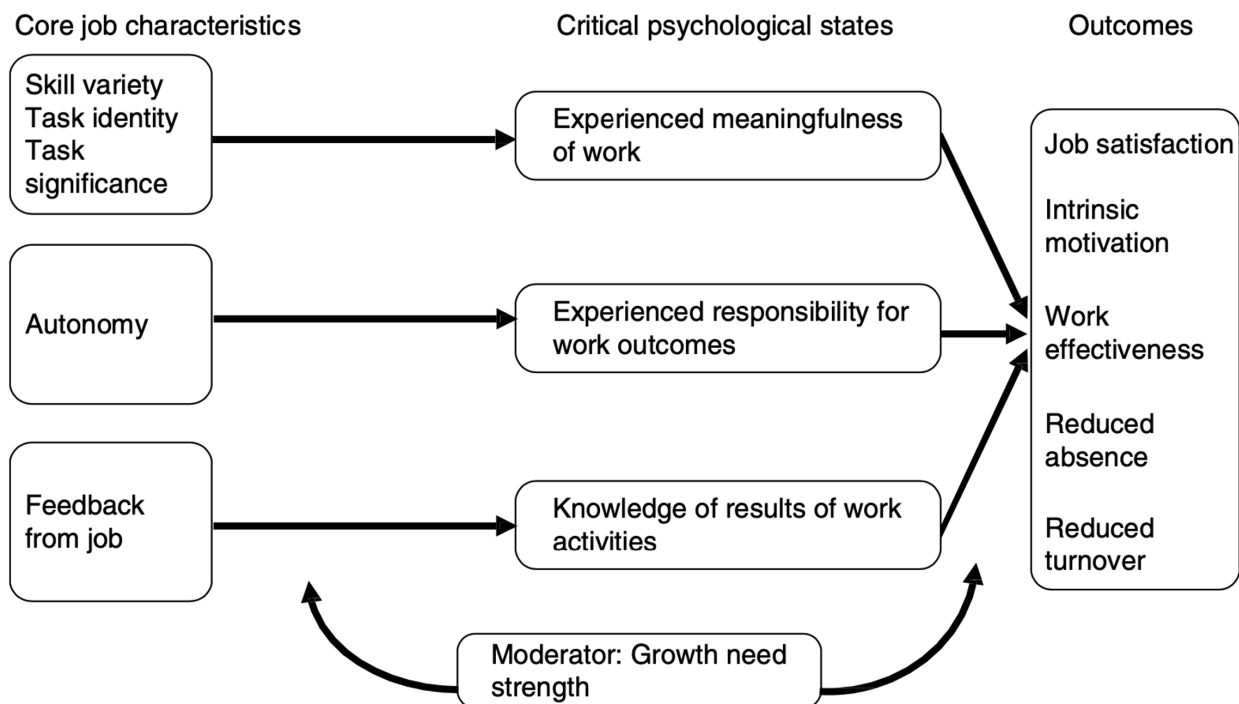 Core job characteristics
Critical psychological states
Outcomes
Skill variety
Task identity
Task
significance
Experienced meaningfulness
of work
Autonomy
Experienced responsibility for
work outcomes
Feedback
from job
Knowledge of results of work
activities
Job satisfaction
Intrinsic
motivation
Work
effectiveness
Reduced
absence
Reduced
turnover
Moderator: Growth need
strength